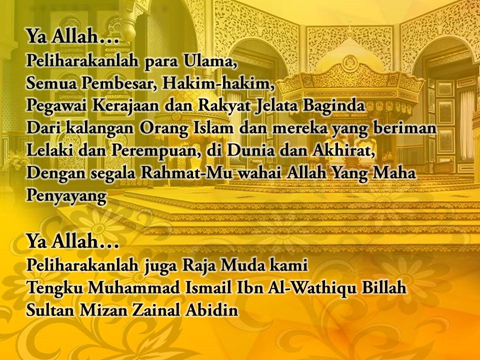 Ya Allah...
Peliharakanlah para Ulama,
Semua Pembesar, Hakim-hakim,
Pegawai Kerajaan dan Rakyat Jelata Baginda
Dari kalangan Orang Islam dan mereka yang beriman
Lelaki dan Perempuan, di Dunia dan Akhirat,
Dengan segala Rahmat-Mu wahai Allah Yang Maha
Penyayang
Ya Allah...
Peliharakanlah juga Raja Muda kami
Tengku Muhammad Ismail Ibn Al-Wathiqu Billah
Sultan Mizan Zainal Abidin